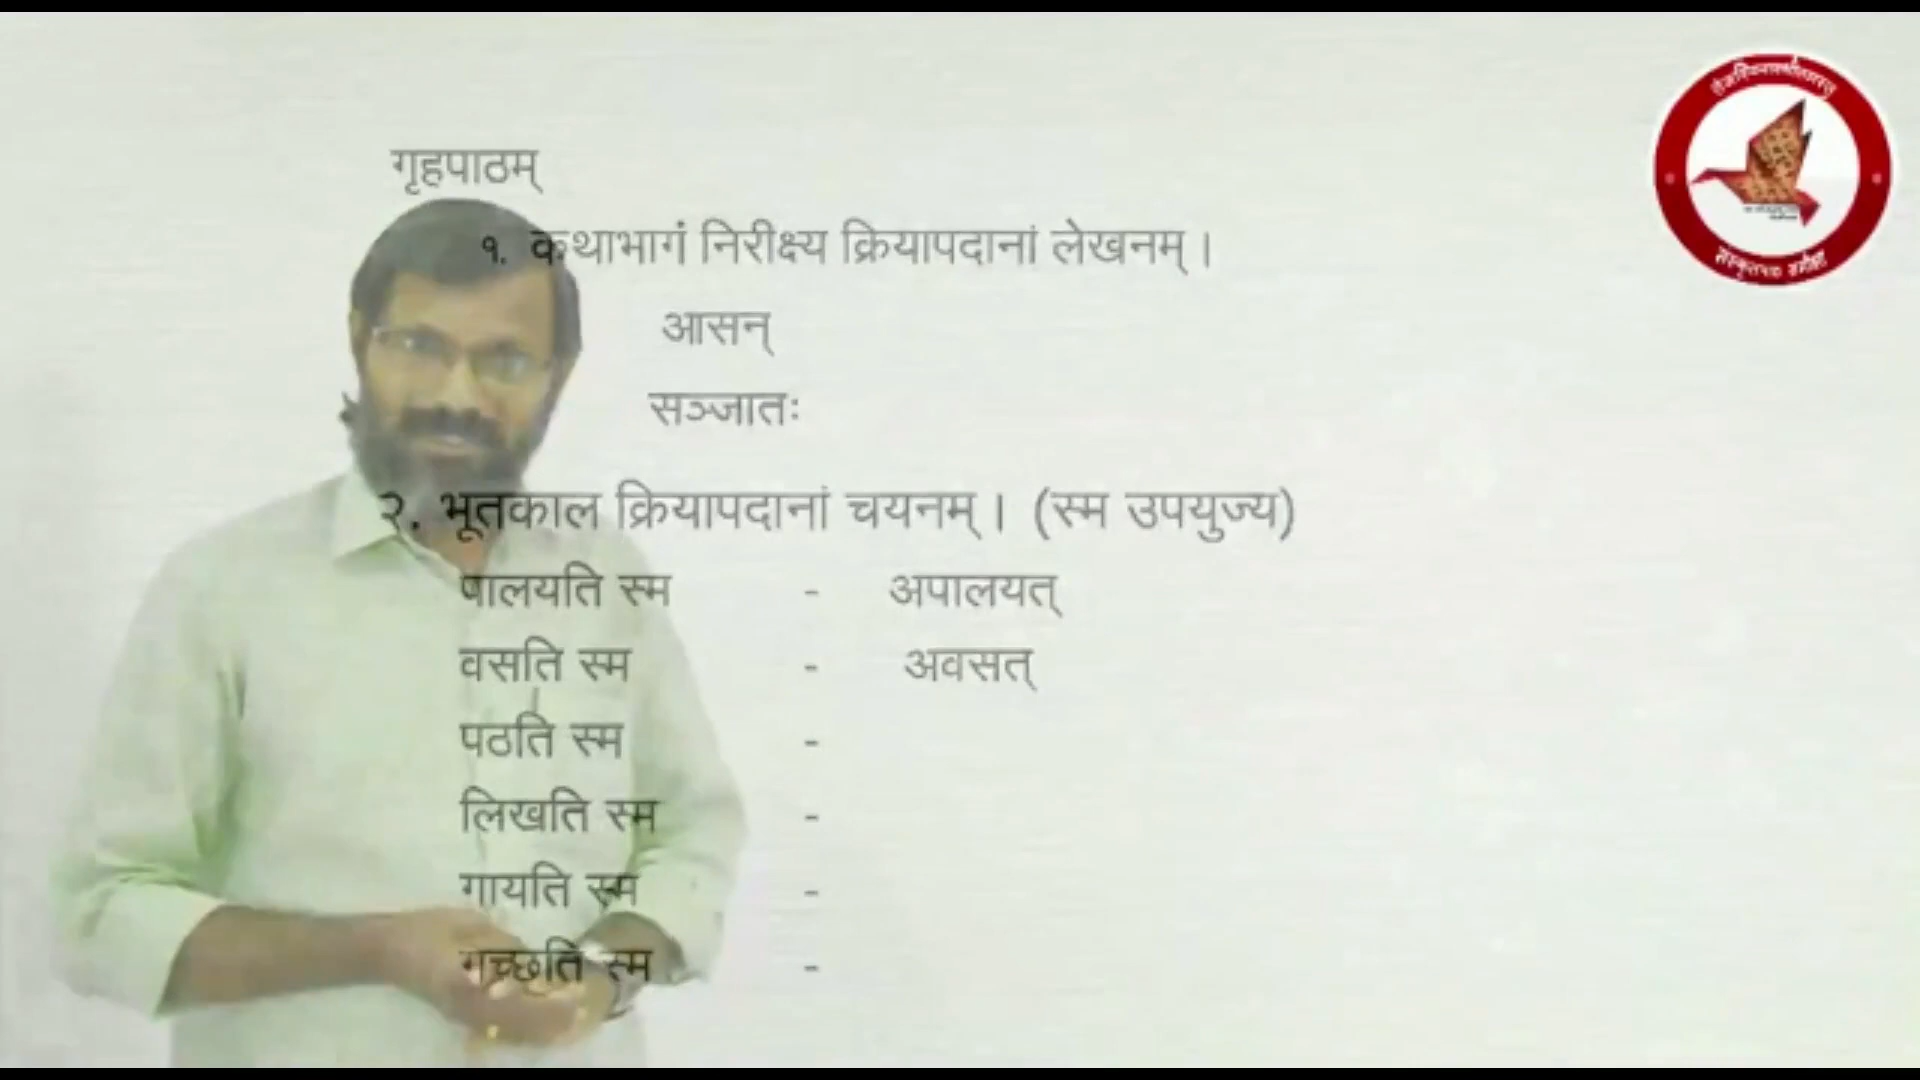 गृहपाठम्
१. कथाभागं निरीक्ष्य क्रियापदानां लेखनम् ।
आसन्
सञ्जातः
२. भूतकाल क्रियापदानां चयनम् । (स्म उपयुज्य)
पालयति स्म - अपालयत्
वसति स्म - अवसत्
पठति स्म -
लिखति स्म -
गायति स्म -
गच्छति स्म -